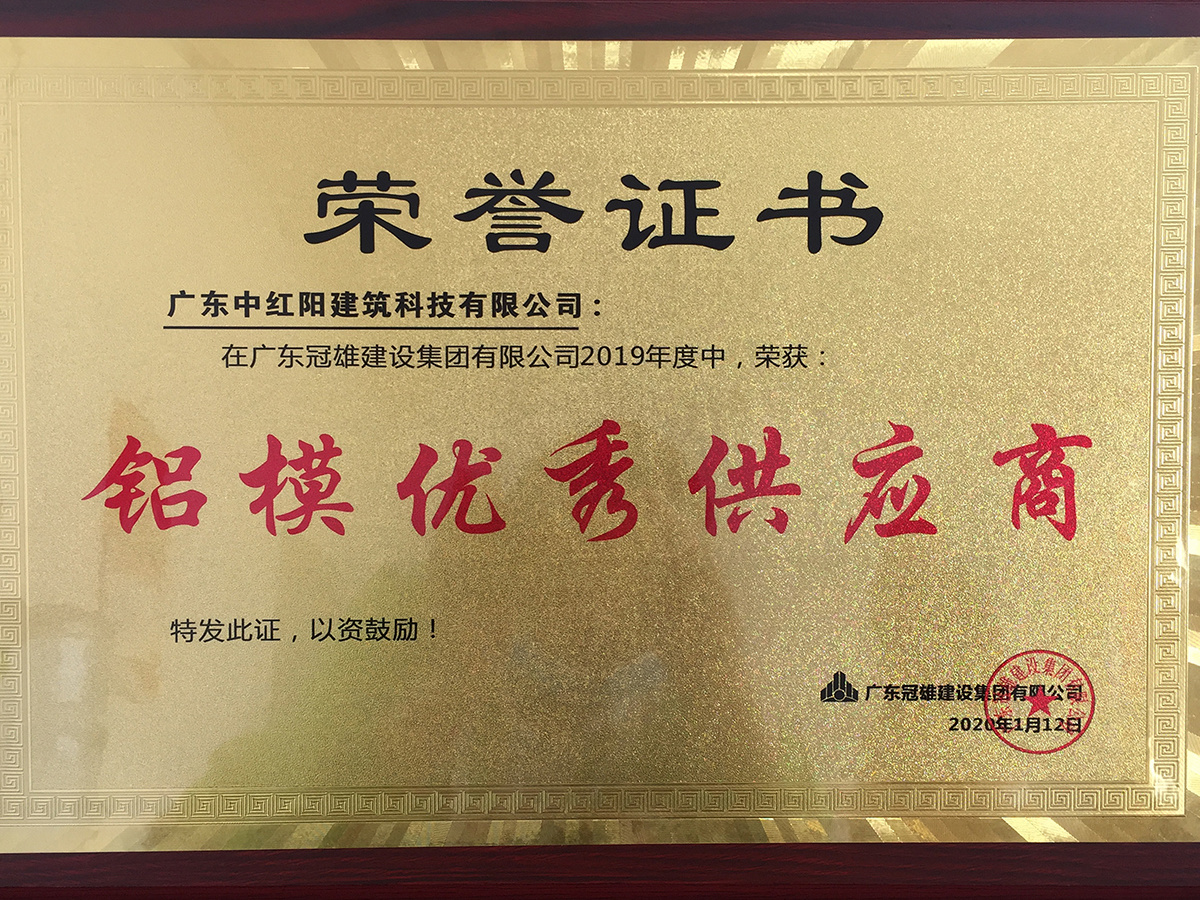 荣誉证书
广东中红阳建筑科技有限公司：
在广东冠雄建设集团有限公司2019年度中，荣获：
铝模优秀供应商
特发此证，以资鼓励！
广东冠雄建设集团有限公司
2020年1月12日